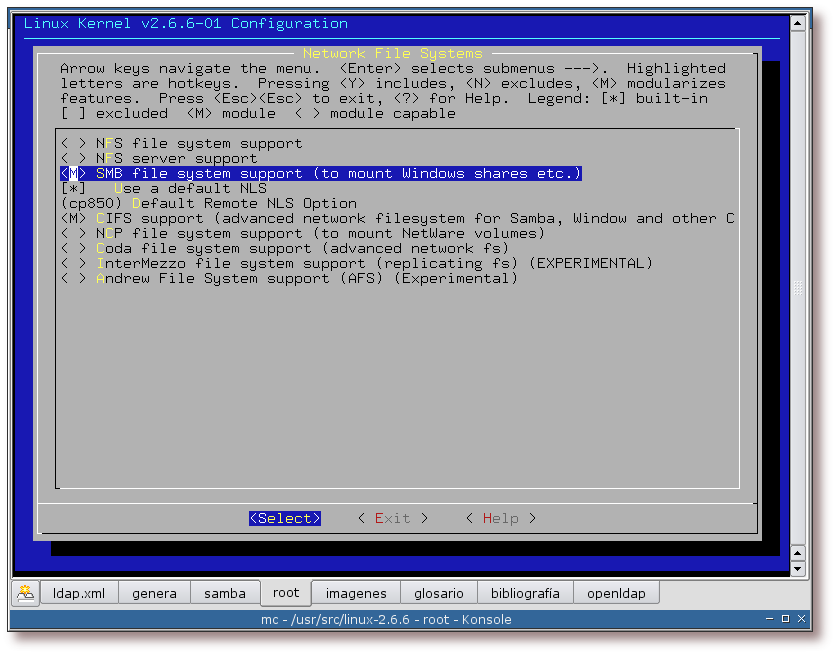 Linux Kernel v2.6.6-01 Configuration
Network File Systems
Arrow keys navigate the menu.  <Enter> selects submenus --->.  Highlighted
letters are hotkeys.  Pressing <Y> includes, <N> excludes, <M> modularizes
features.  Press <Esc><Esc> to exit, <?> for Help.  Legend: [*] built-in
[ ] excluded  <M> module  < > module capable
< > NFS file system support
< > NFS server support
<M> SMB file system support (to mount Windows shares etc.)
[*]   Use a default NLS
(cp850) Default Remote NLS Option
<M> CIFS support (advanced network filesystem for Samba, Window and other C
< > NCP file system support (to mount NetWare volumes)
< > Coda file system support (advanced network fs)
< > InterMezzo file system support (replicating fs) (EXPERIMENTAL)
< > Andrew File System support (AFS) (Experimental)
<Select>    < Exit >    < Help >
ldap.xml genera samba root imagenes glosario bibliografía openldap
mc - /usr/src/linux-2.6.6 - root - Konsole